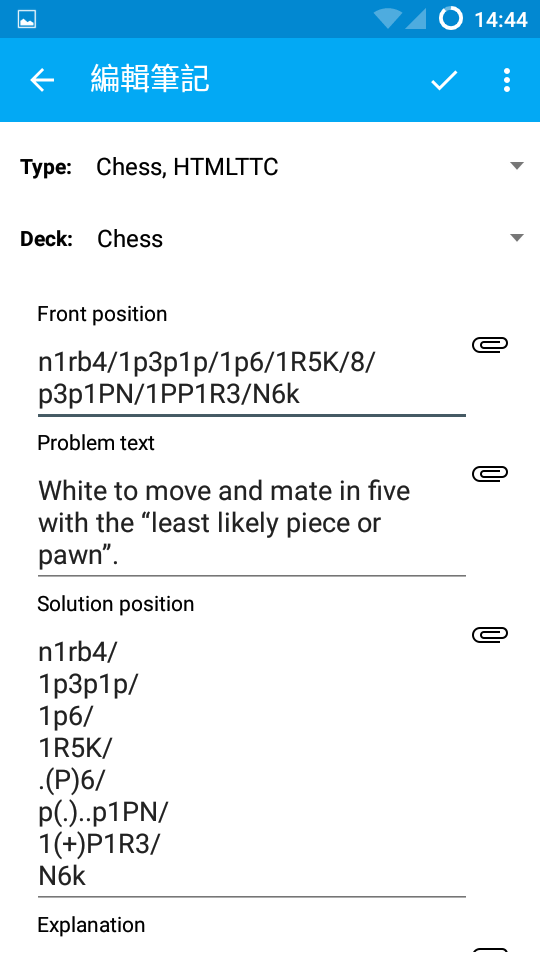 14:44
編輯筆記
Type: Chess, HTMLTTC
Deck: Chess
Front position
n1rb4/1p3p1p/1p6/1R5K/8/
p3p1PN/1PP1R3/N6k
Problem text
White to move and mate in five
with the “least likely piece or
pawn”.
Solution position
n1rb4/
1p3p1p/
1p6/
1R5K/
.(P)6/
p(.)..p1PN/
1(+)P1R3/
N6k
Explanation